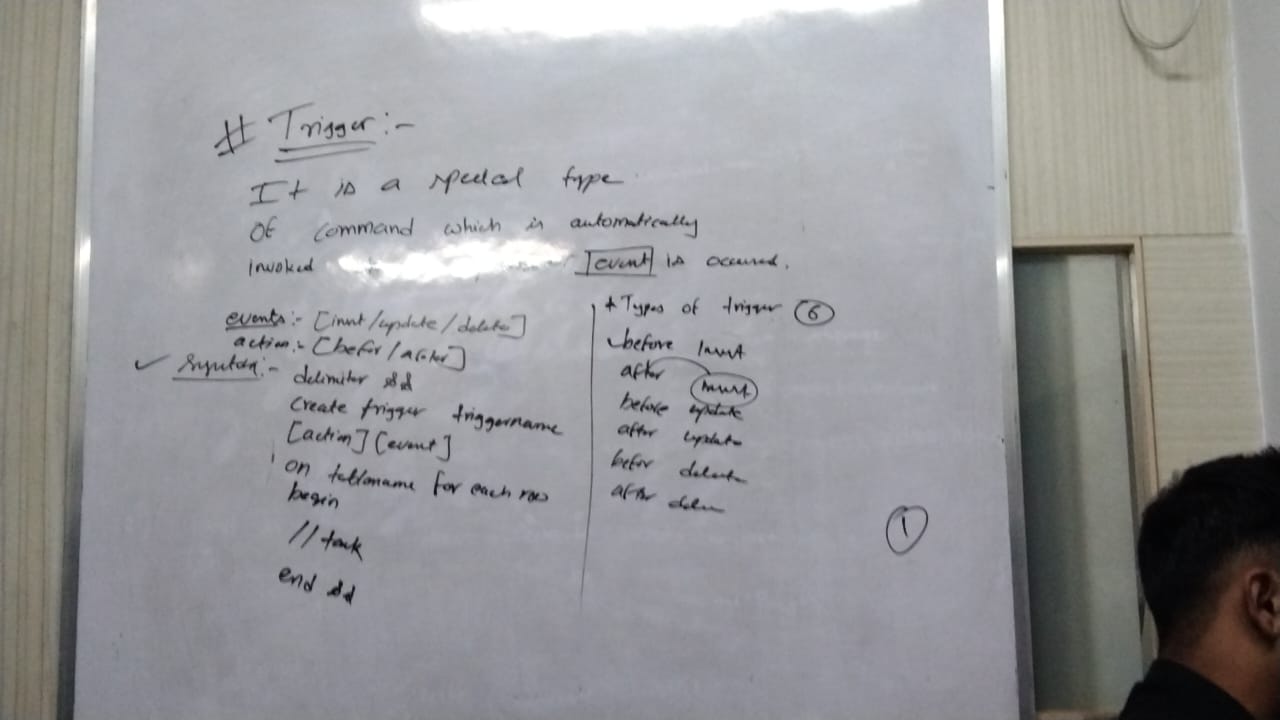 # Trigger :-
It is a special type
of command which is automatically
invoked event is occured.
events:- [insert/update/delete]
action:- [befor/after]
✓ Syntax:-
delimiter $$
create trigger triggername
[action] [event]
on tablename for each row
begin
// task
end $$
* Types of trigger 6
before insert
after insert
before update
after update
befor delete
after delete
1